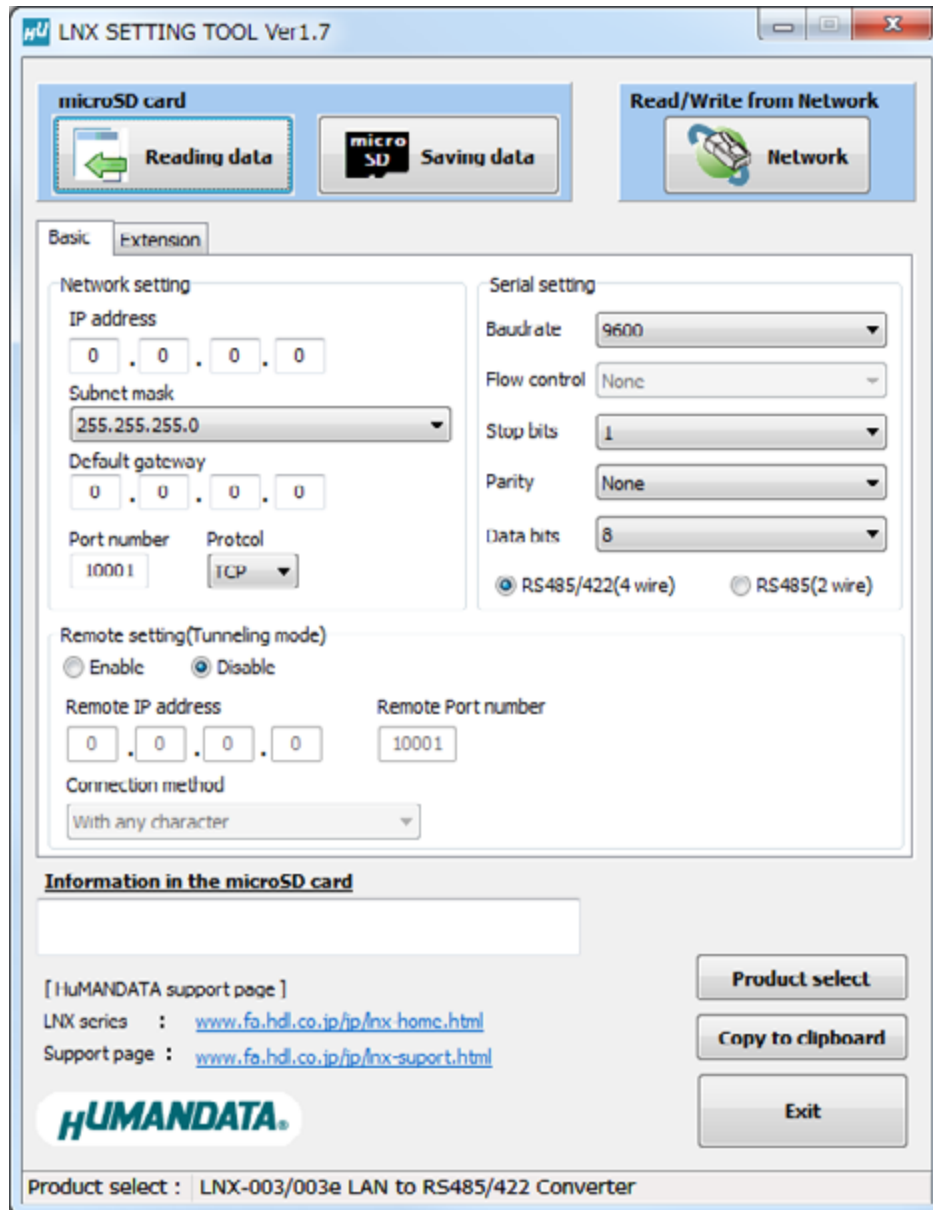 HU LNX SETTING TOOL Ver1.7
microSD card
Reading data
micro
SD
Saving data
Read/Write from Network
Network
Basic
Extension
Network setting
IP address
0 . 0 . 0 . 0
Subnet mask
255.255.255.0
Default gateway
0 . 0 . 0 . 0
Port number
Protcol
10001
TCP
Serial setting
Baudrate
9600
Flow control
None
Stop bits
1
Parity
None
Data bits
8
RS485/422(4 wire)
RS485(2 wire)
Remote setting(Tunneling mode)
Enable
Disable
Remote IP address
Remote Port number
0 . 0 . 0 . 0
10001
Connection method
With any character
Information in the microSD card
[ HuMANDATA support page ]
LNX series : www.fa.hdl.co.jp/jp/lnx-home.html
Support page : www.fa.hdl.co.jp/jp/lnx-suport.html
HUMANDATA®
Product select
Copy to clipboard
Exit
Product select : LNX-003/003e LAN to RS485/422 Converter